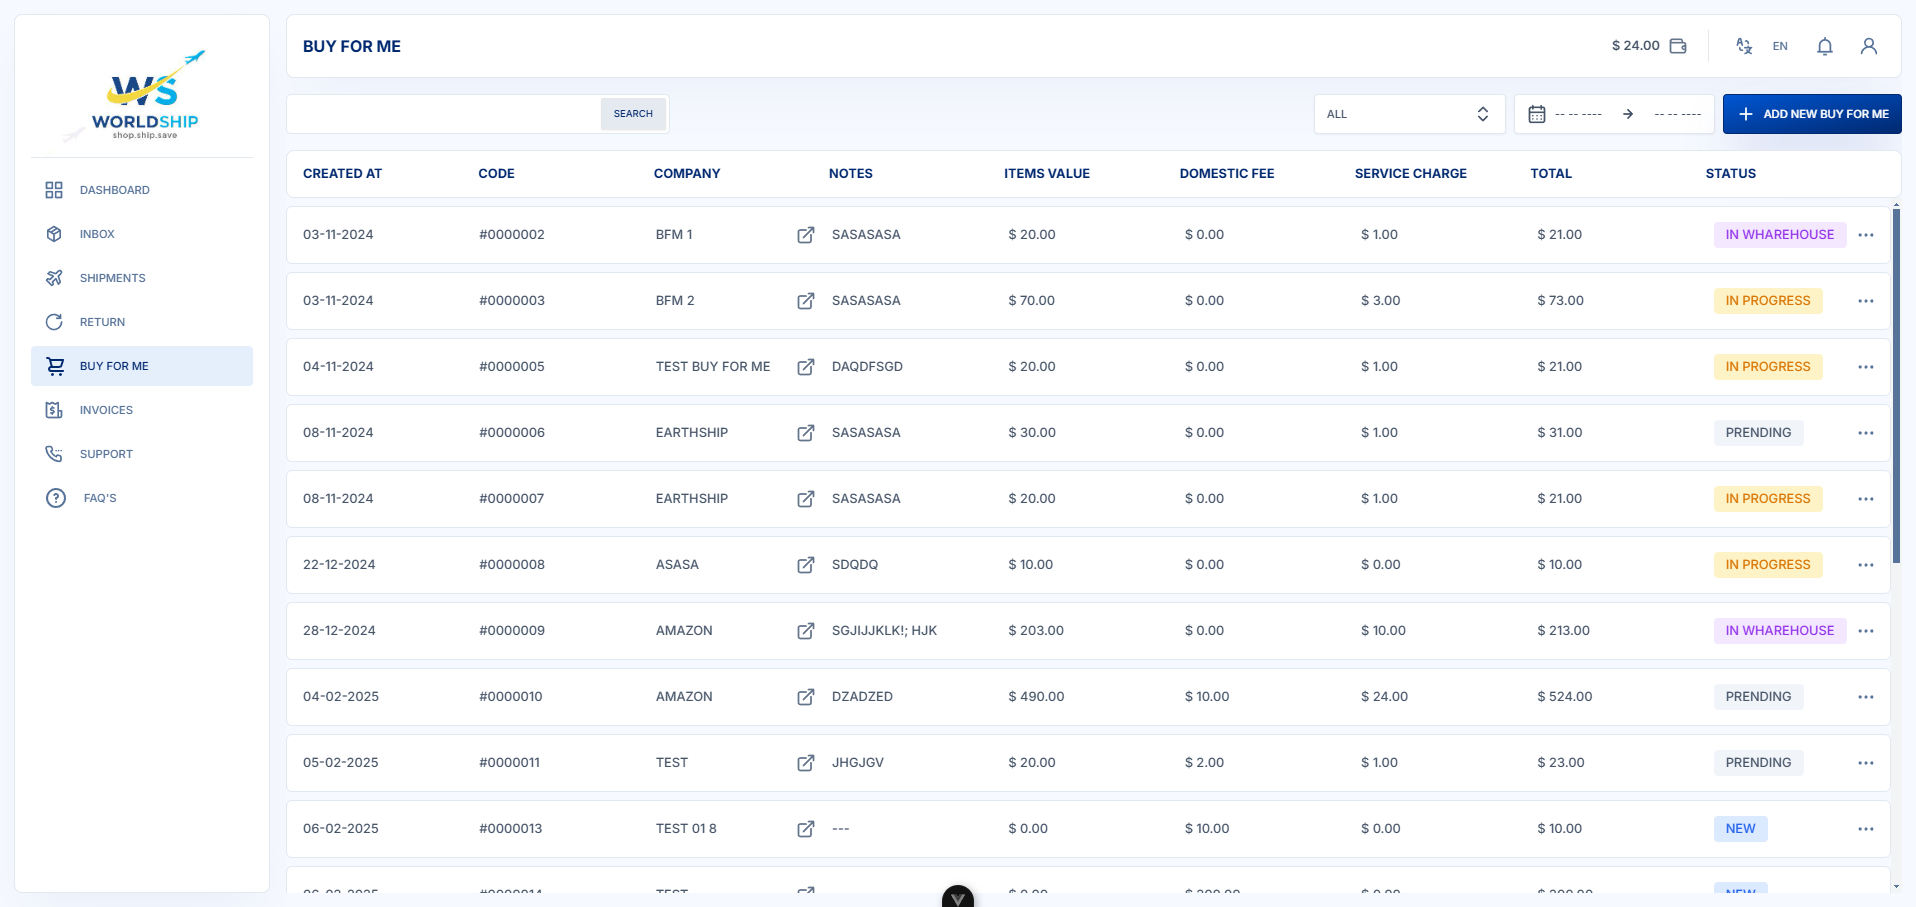 WS
WORLDSHIP
shop.ship.save
DASHBOARD
INBOX
SHIPMENTS
RETURN
BUY FOR ME
INVOICES
SUPPORT
FAQ'S
BUY FOR ME
$ 24.00
EN
SEARCH
ALL
-- -- ---- -- -- ----
ADD NEW BUY FOR ME
CREATED AT CODE COMPANY NOTES ITEMS VALUE DOMESTIC FEE SERVICE CHARGE TOTAL STATUS
03-11-2024 #0000002 BFM 1 SASASASA $ 20.00 $ 0.00 $ 1.00 $ 21.00 IN WHAREHOUSE
03-11-2024 #0000003 BFM 2 SASASASA $ 70.00 $ 0.00 $ 3.00 $ 73.00 IN PROGRESS
04-11-2024 #0000005 TEST BUY FOR ME DAQDFSGD $ 20.00 $ 0.00 $ 1.00 $ 21.00 IN PROGRESS
08-11-2024 #0000006 EARTHSHIP SASASASA $ 30.00 $ 0.00 $ 1.00 $ 31.00 PRENDING
08-11-2024 #0000007 EARTHSHIP SASASASA $ 20.00 $ 0.00 $ 1.00 $ 21.00 IN PROGRESS
22-12-2024 #0000008 ASASA SDQDQ $ 10.00 $ 0.00 $ 0.00 $ 10.00 IN PROGRESS
28-12-2024 #0000009 AMAZON SGJIJJKLK!; HJK $ 203.00 $ 0.00 $ 10.00 $ 213.00 IN WHAREHOUSE
04-02-2025 #0000010 AMAZON DZADZED $ 490.00 $ 10.00 $ 24.00 $ 524.00 PRENDING
05-02-2025 #0000011 TEST JHGJGV $ 20.00 $ 2.00 $ 1.00 $ 23.00 PRENDING
06-02-2025 #0000013 TEST 01 8 --- $ 0.00 $ 10.00 $ 0.00 $ 10.00 NEW
06-02-2025 #0000014 TEST $ 0.00 $ 0.00 NEW